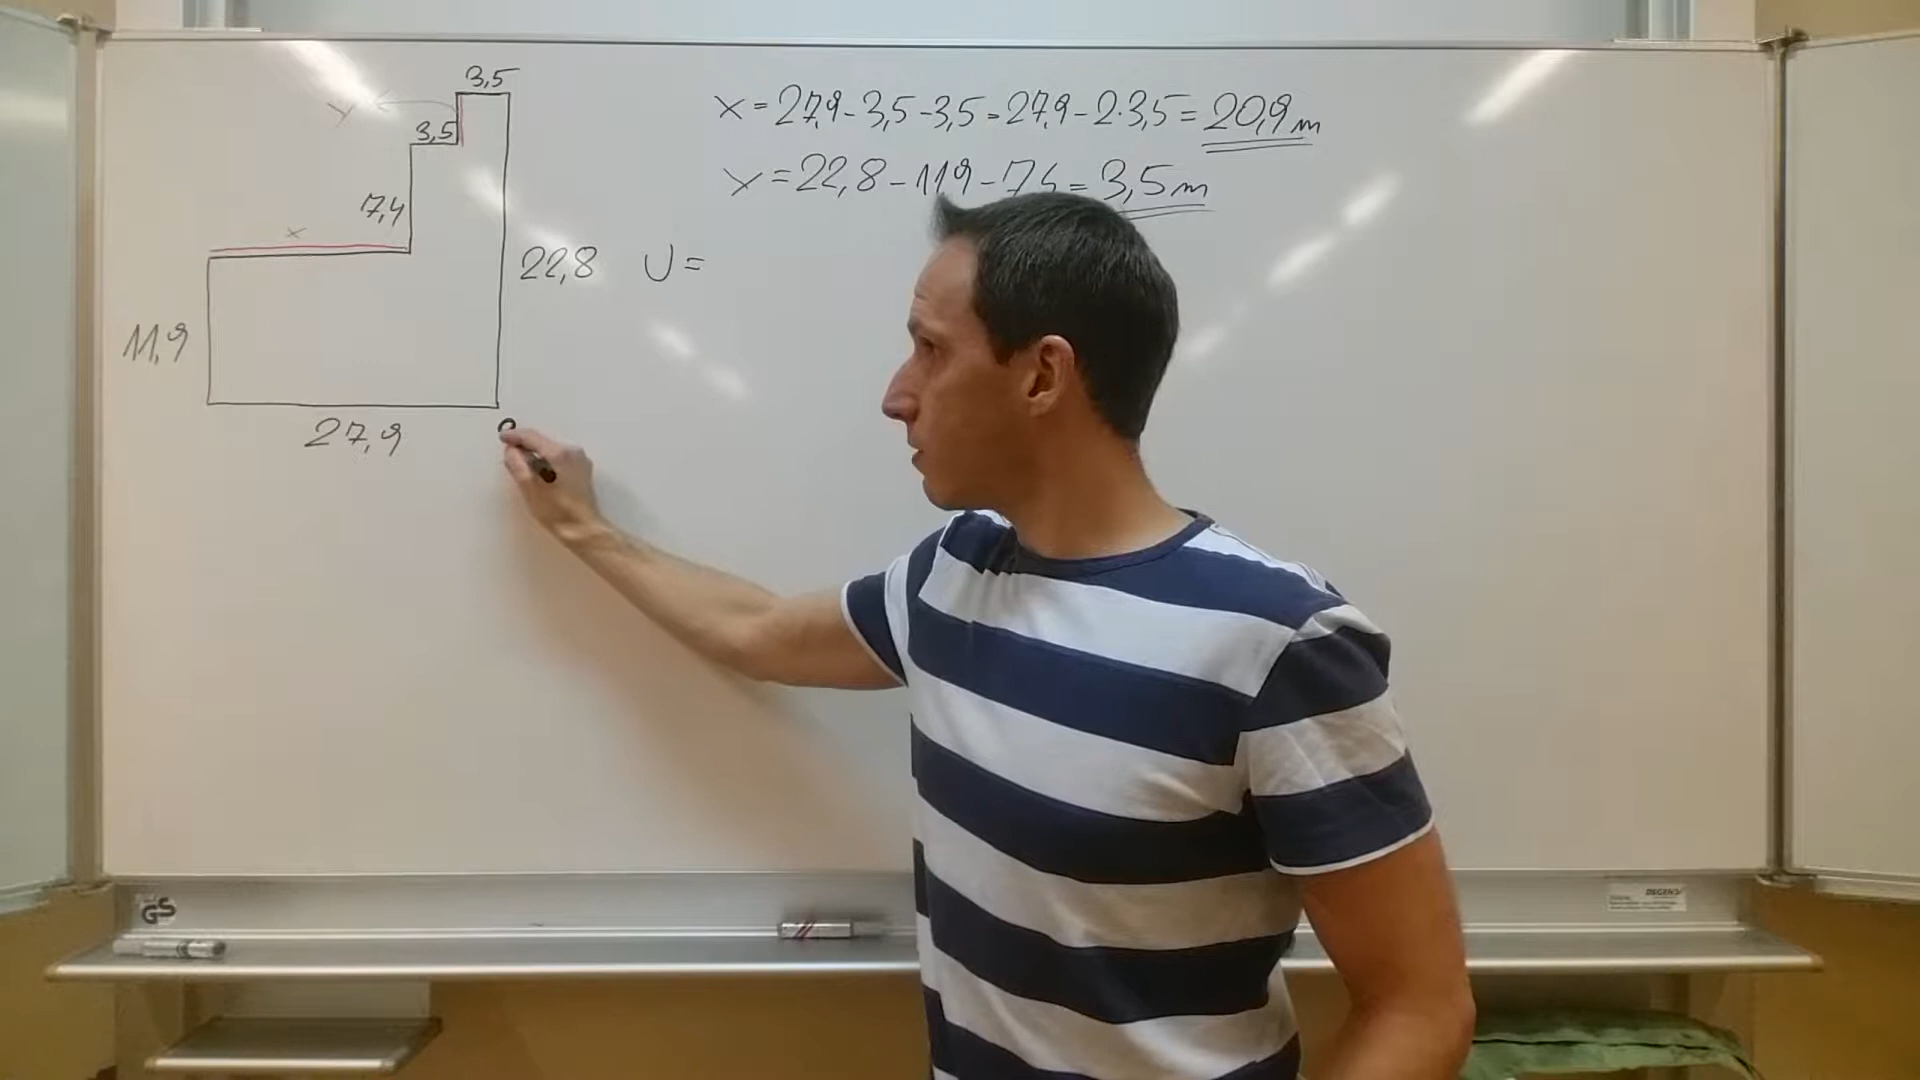 3,5
Y
3,5
7,4
x
22,8
11,9
27,9
x = 27,9 - 3,5 - 3,5 = 27,9 - 2·3,5 = 20,9 m
y = 22,8 - 11,9 - 7,4 = 3,5 m
U =
GS
DEGEN